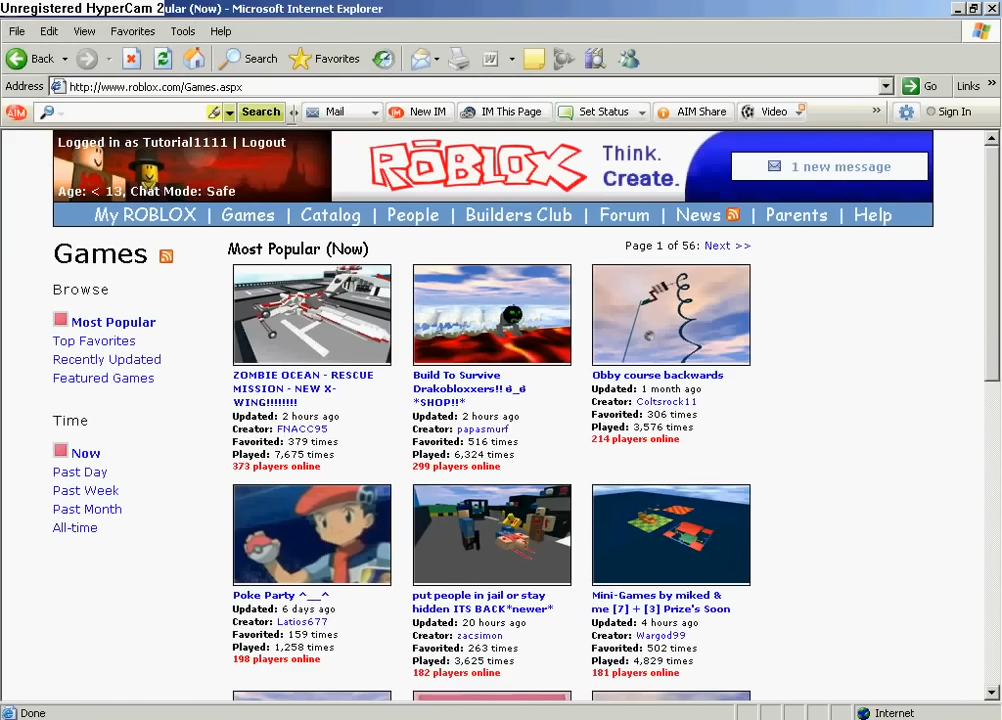 Unregistered HyperCam 2ular (Now) - Microsoft Internet Explorer
File Edit View Favorites Tools Help
Back Search Favorites
Address http://www.roblox.com/Games.aspx Go Links »
AIM Search Mail New IM IM This Page Set Status AIM Share Video » Sign In
Logged in as Tutorial1111 | Logout
Age: < 13, Chat Mode: Safe
ROBLOX
Think.
Create.
1 new message
My ROBLOX | Games | Catalog | People | Builders Club | Forum | News | Parents | Help
Games
Browse
Most Popular
Top Favorites
Recently Updated
Featured Games
Time
Now
Past Day
Past Week
Past Month
All-time
Most Popular (Now)
Page 1 of 56: Next >>
ZOMBIE OCEAN - RESCUE
MISSION - NEW X-
WING!!!!!!!!
Updated: 2 hours ago
Creator: FNACC95
Favorited: 379 times
Played: 7,675 times
373 players online
Build To Survive
Drakobloxxers!! ϐ_ϐ
*SHOP!!*
Updated: 2 hours ago
Creator: papasmurf
Favorited: 516 times
Played: 6,324 times
299 players online
Obby course backwards
Updated: 1 month ago
Creator: Coltsrock11
Favorited: 306 times
Played: 3,576 times
214 players online
Poke Party ^__^
Updated: 6 days ago
Creator: Latios677
Favorited: 159 times
Played: 1,258 times
198 players online
put people in jail or stay
hidden ITS BACK*newer*
Updated: 20 hours ago
Creator: zacsimon
Favorited: 263 times
Played: 3,625 times
182 players online
Mini-Games by miked &
me [7] + [3] Prize's Soon
Updated: 4 hours ago
Creator: Wargod99
Favorited: 502 times
Played: 4,829 times
181 players online
Done
Internet